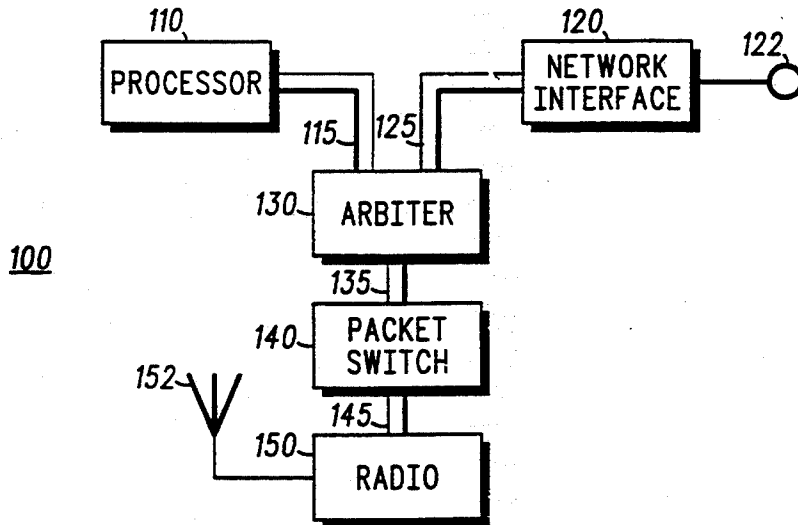 110
120
122
PROCESSOR
NETWORK
INTERFACE
115
125
130
ARBITER
100
135
140
PACKET
SWITCH
152
145
150
RADIO